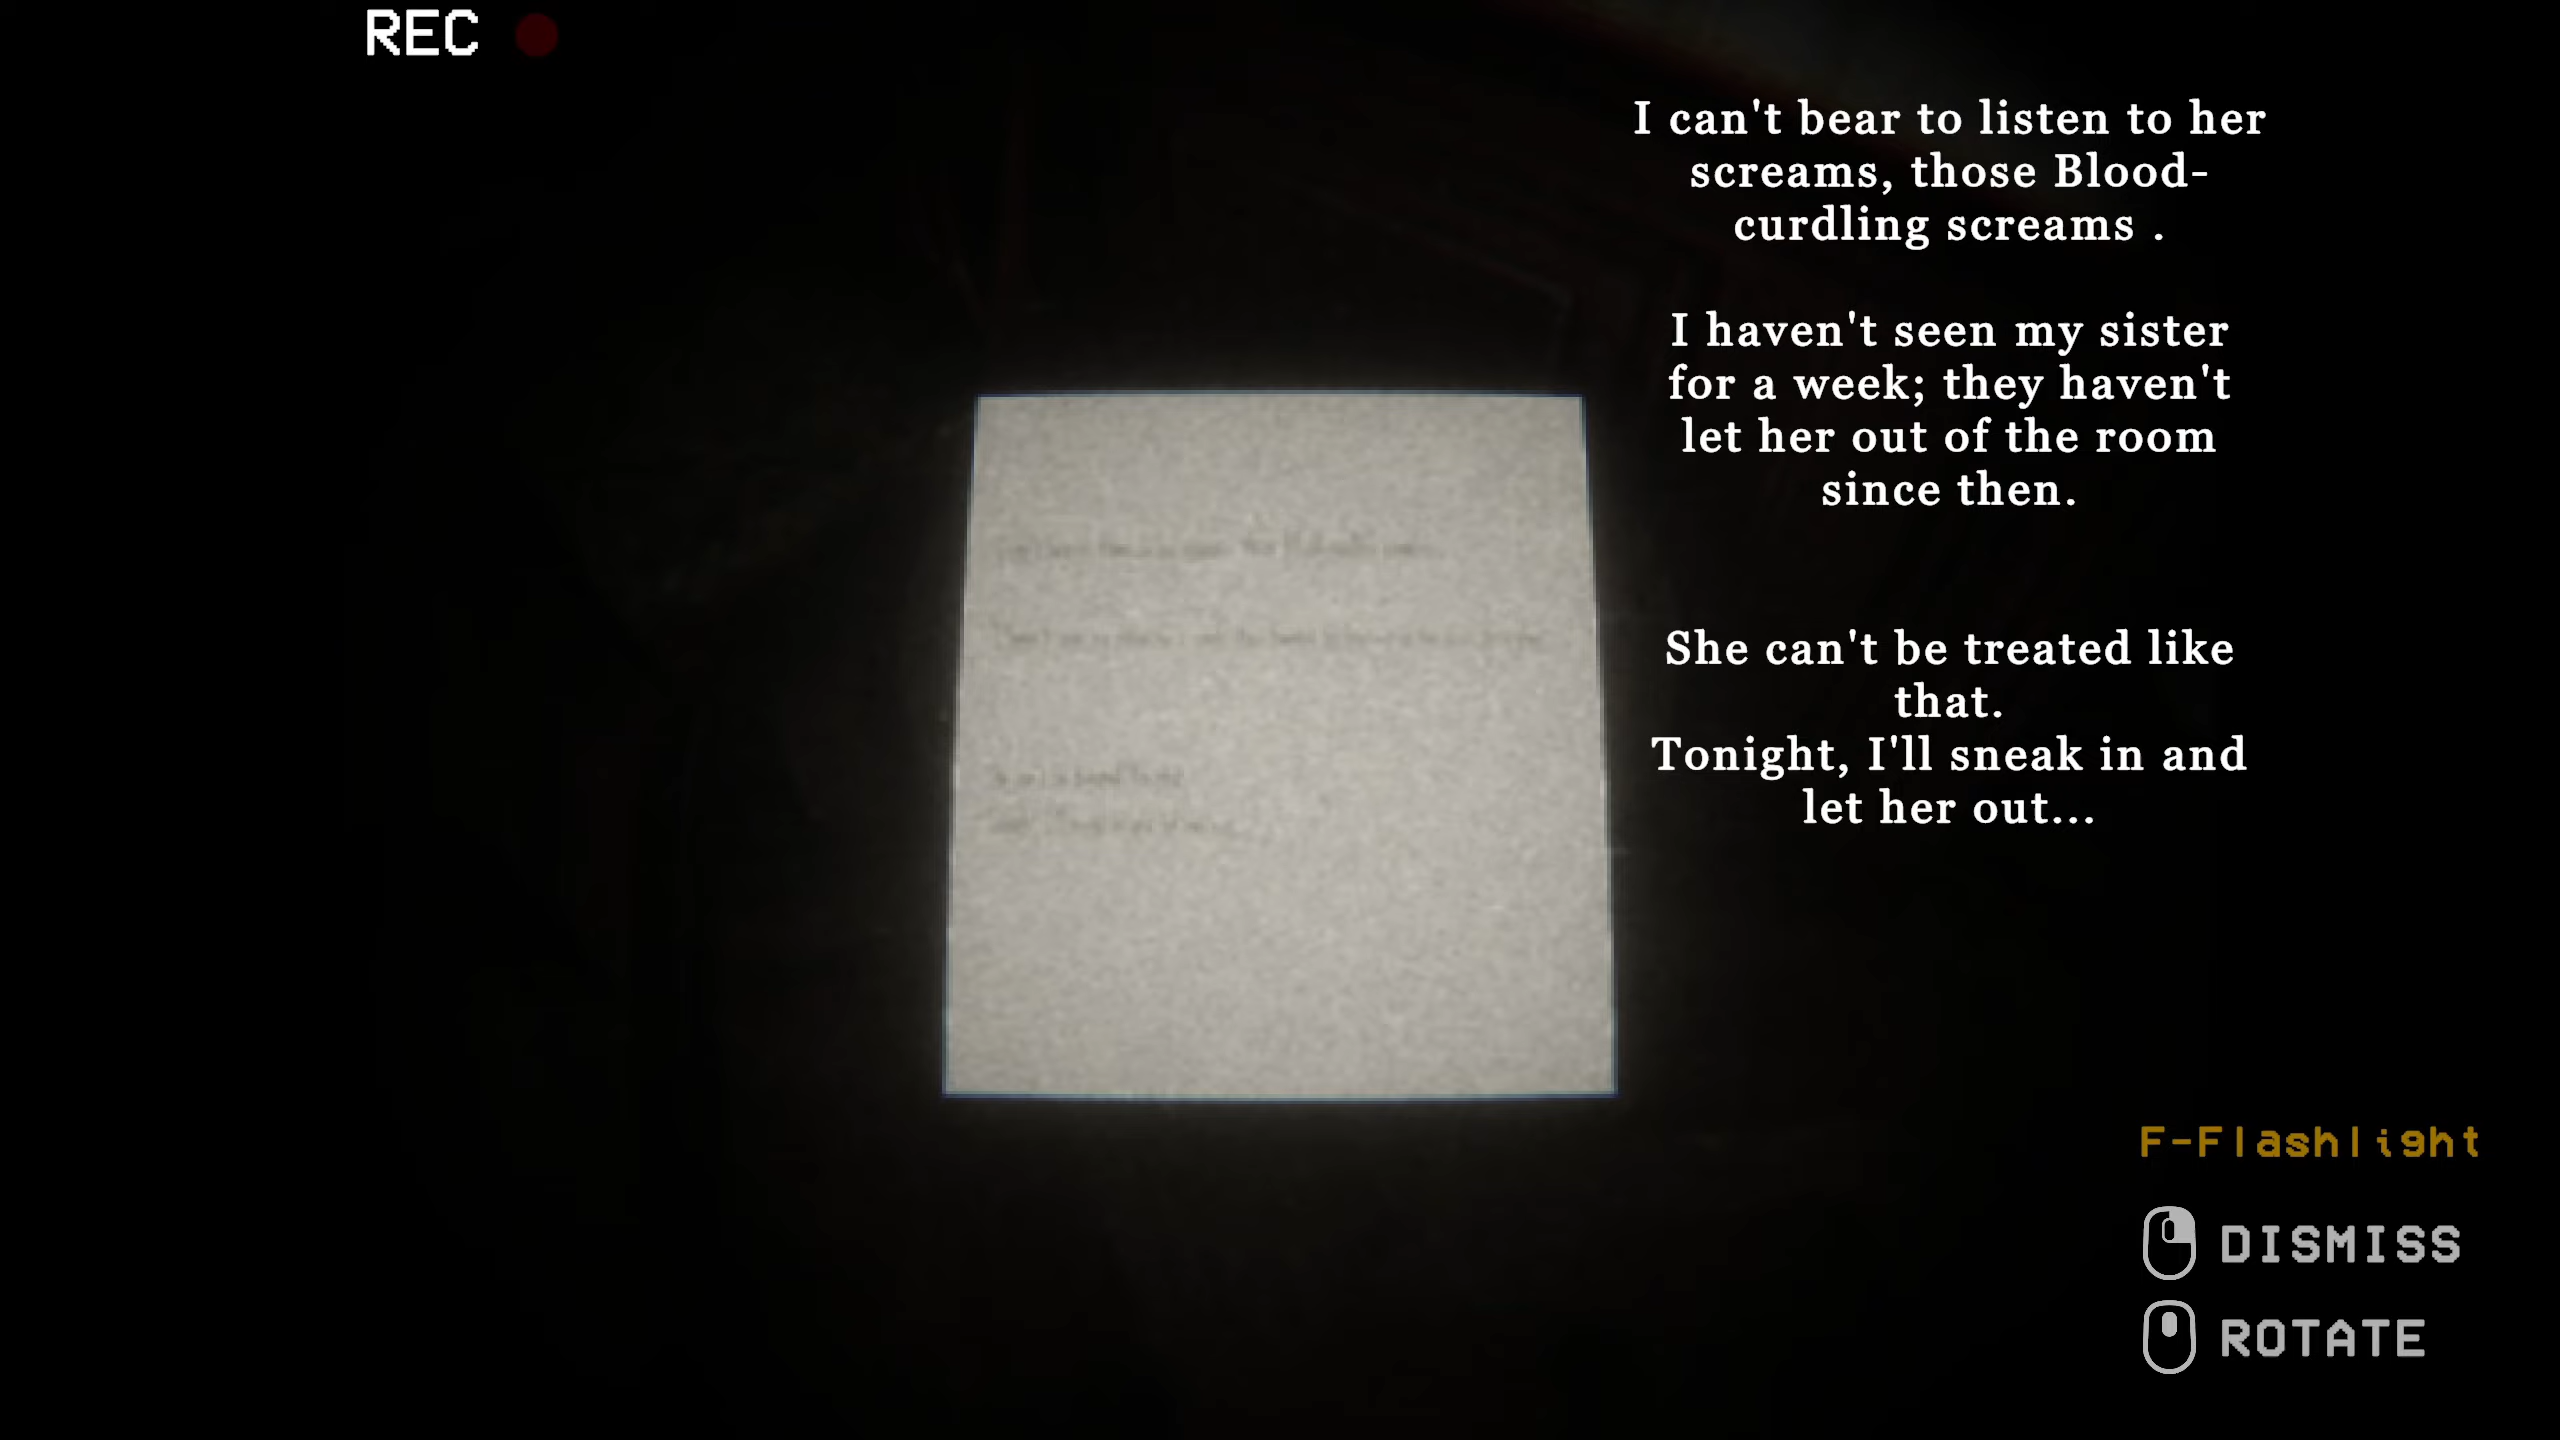 REC
I can't bear to listen to her
screams, those Blood-
curdling screams .
I haven't seen my sister
for a week; they haven't
let her out of the room
since then.
She can't be treated like
that.
Tonight, I'll sneak in and
let her out...
F-Flashlight
DISMISS
ROTATE